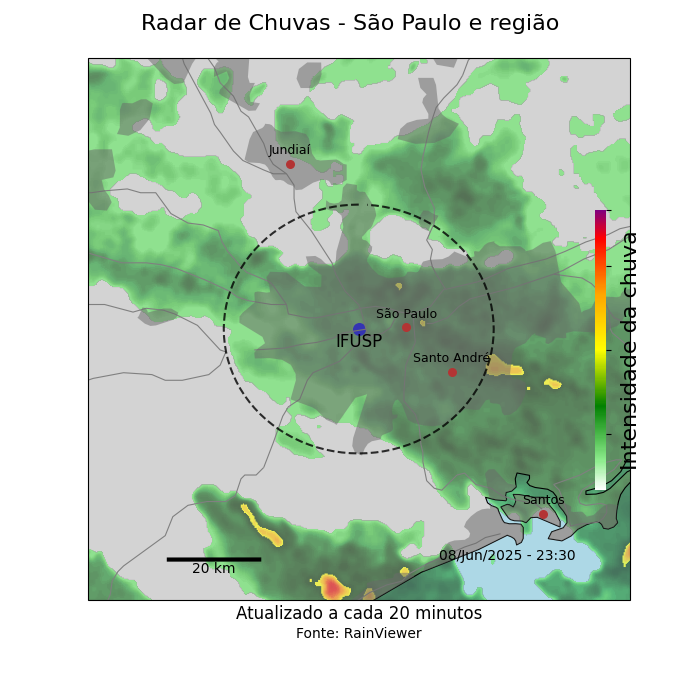 Radar de Chuvas - São Paulo e região
Jundiaí
São Paulo
IFUSP
Santo André
Intensidade da chuva
Santos
08/Jun/2025 - 23:30
20 km
Atualizado a cada 20 minutos
Fonte: RainViewer